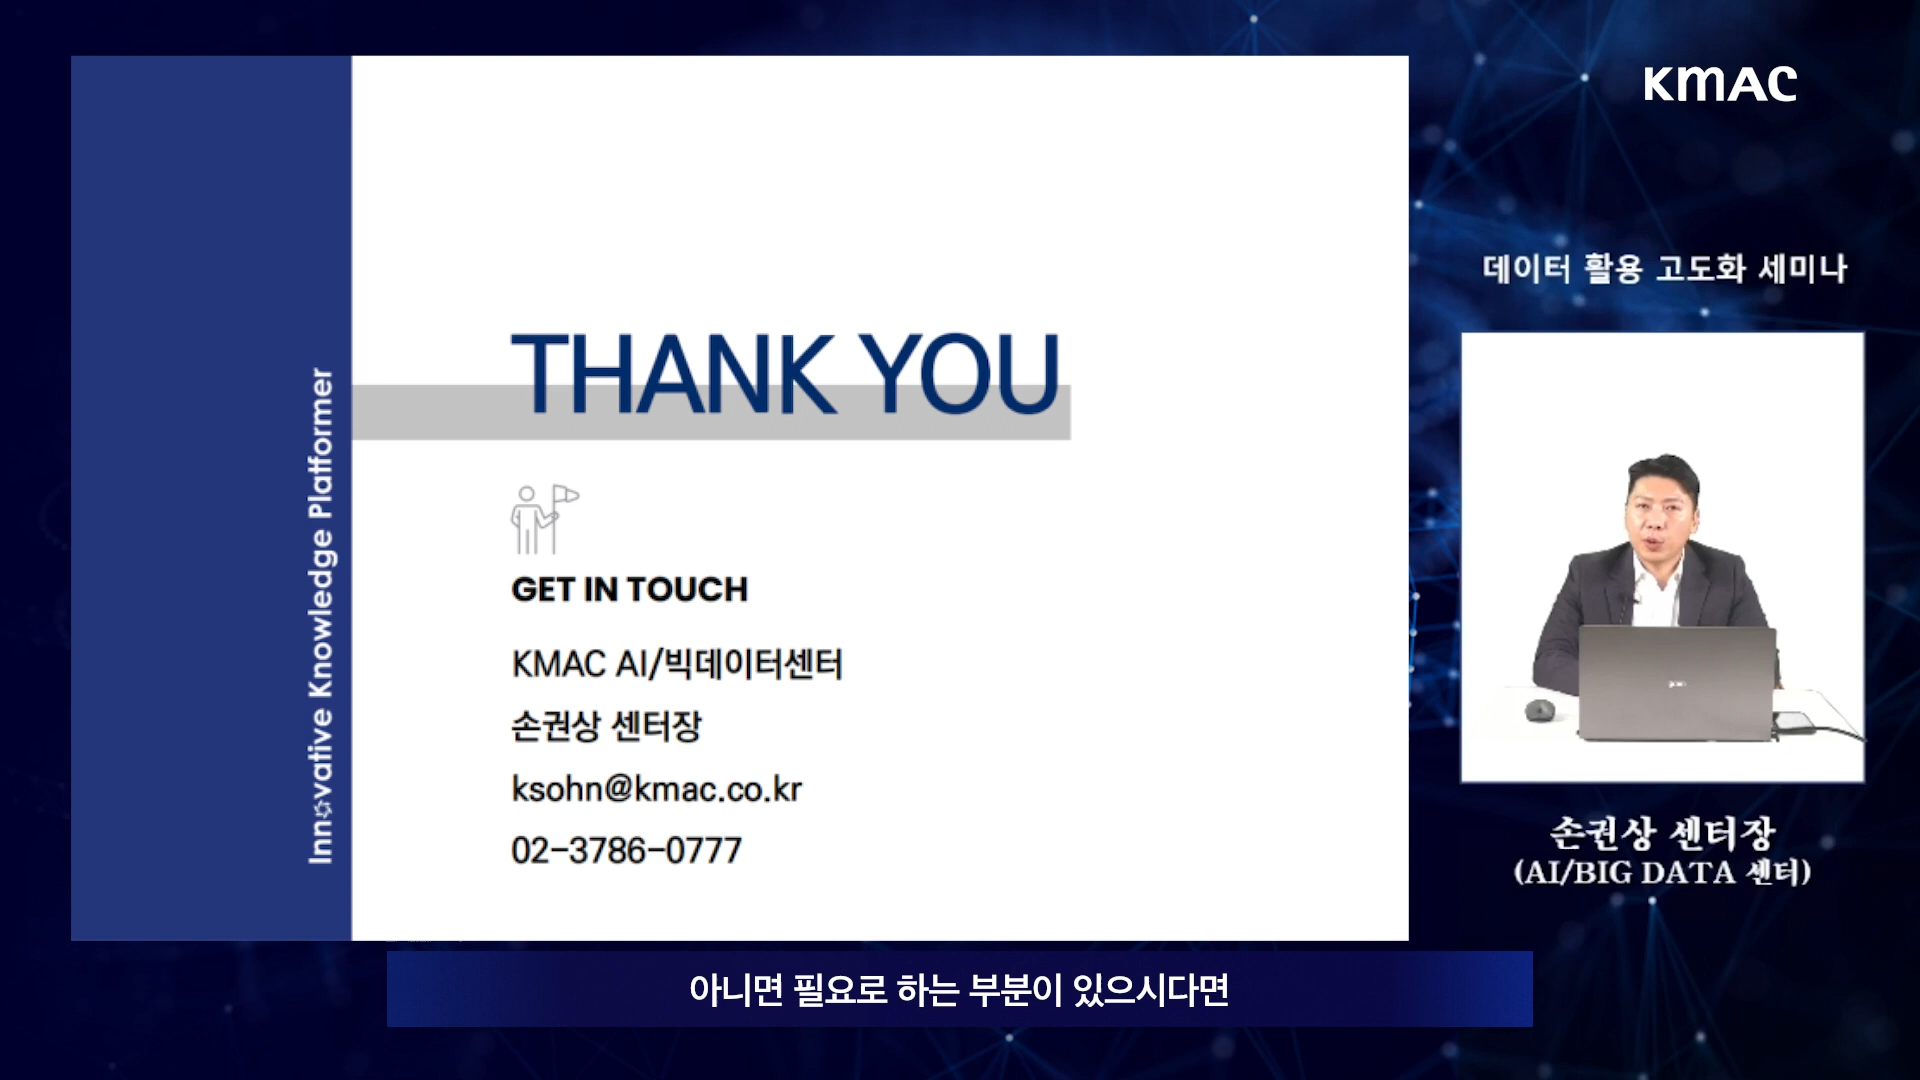 KMAC
데이터 활용 고도화 세미나
Innovative Knowledge Platformer
THANK YOU
GET IN TOUCH
KMAC AI/빅데이터센터
손권상 센터장
ksohn@kmac.co.kr
02-3786-0777
손권상 센터장
(AI/BIG DATA 센터)
아니면 필요로 하는 부분이 있으시다면